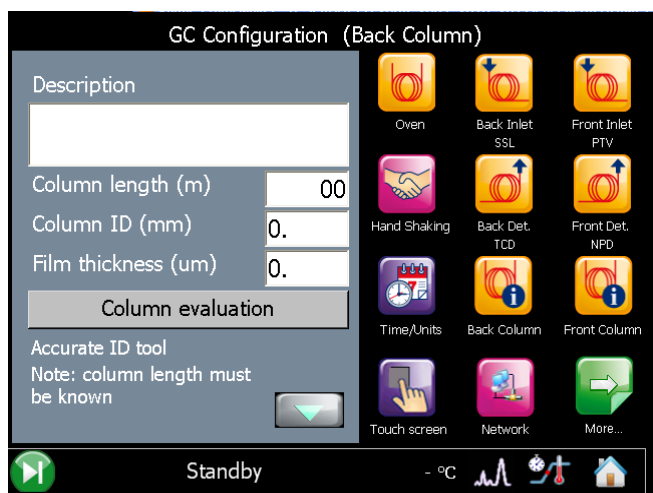 GC Configuration (Back Column)
Description
Column length (m)
00
Column ID (mm)
0.
Film thickness (um)
0.
Column evaluation
Accurate ID tool
Note: column length must
be known
Oven
Back Inlet
SSL
Front Inlet
PTV
Hand Shaking
Back Det.
TCD
Front Det.
NPD
7
Time/Units
Back Column
Front Column
Touch screen
Network
More...
Standby
- °C